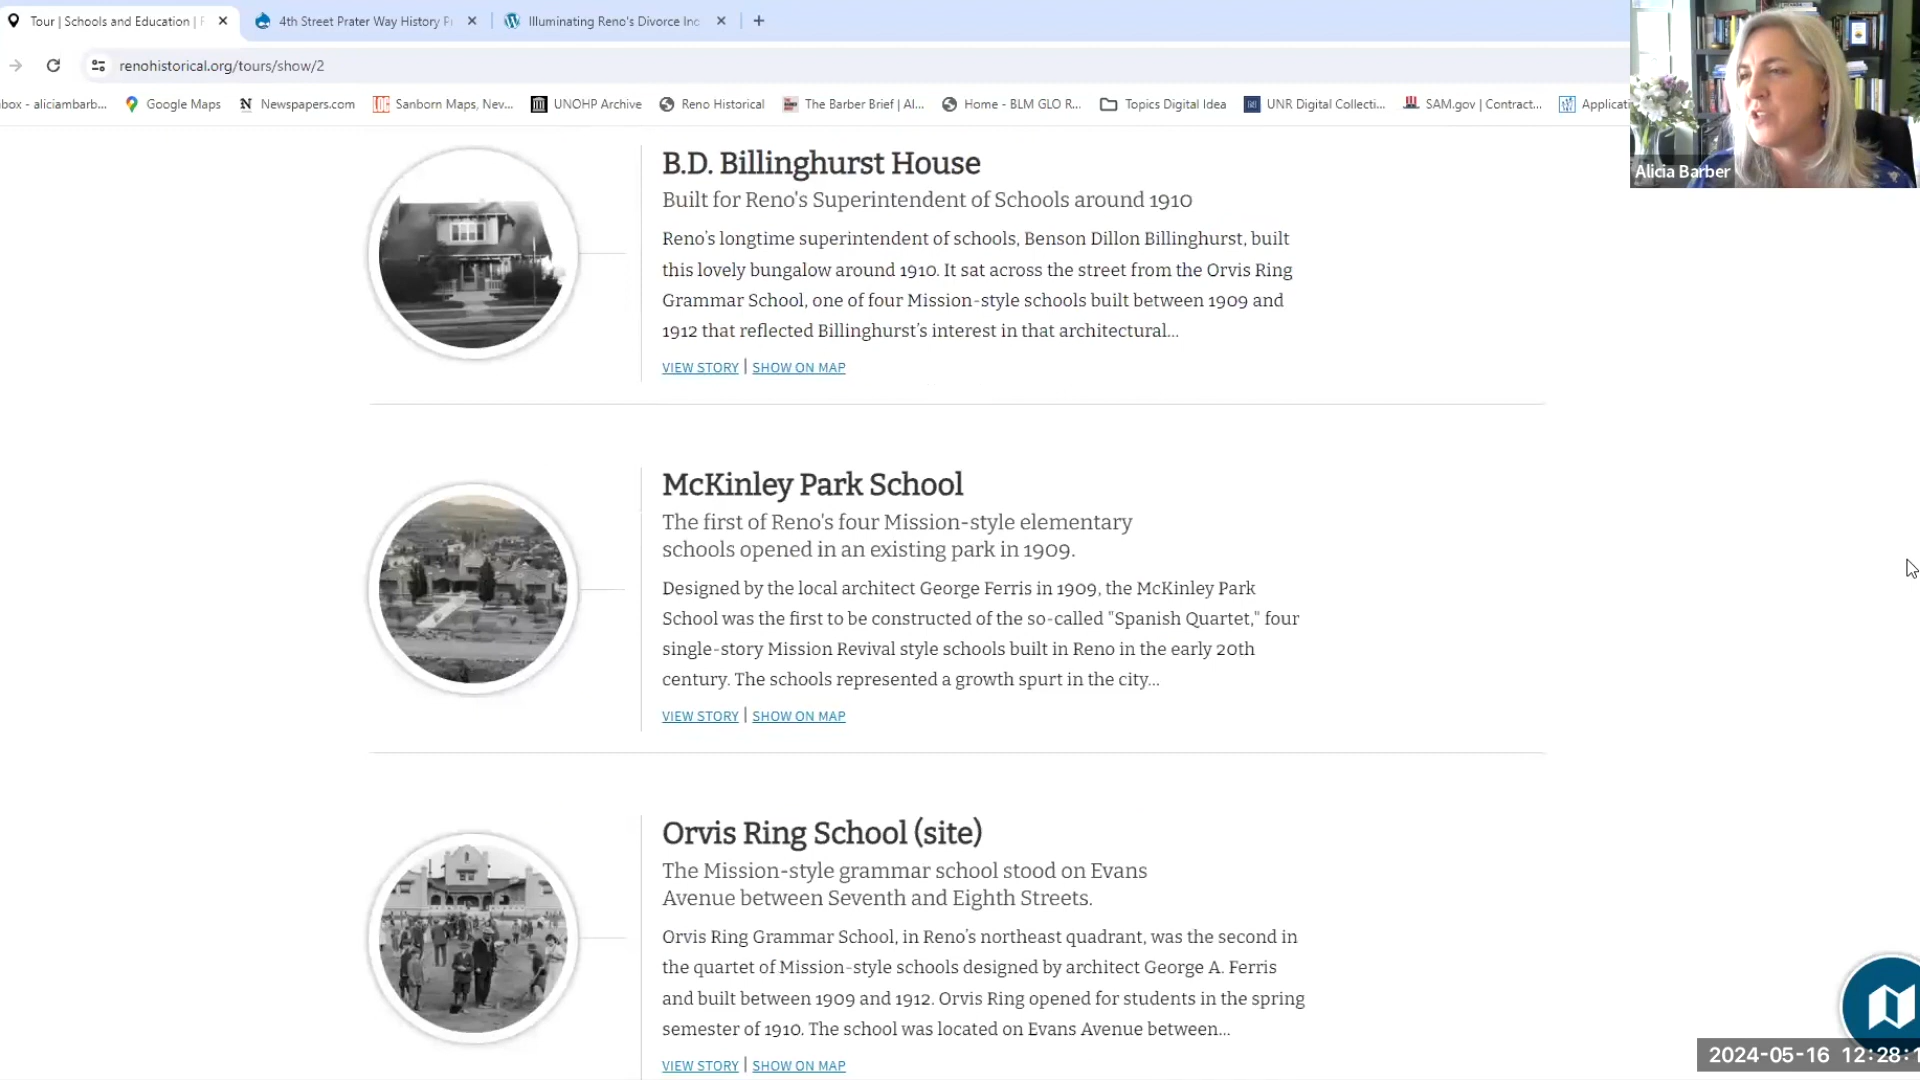 Tour | Schools and Education |
4th Street Prater Way History
Illuminating Reno's Divorce
renohistorical.org/tours/show/2
box - aliciambarb...
Google Maps
Newspapers.com
Sanborn Maps, Nev...
UNOHP Archive
Reno Historical
The Barber Brief | Al...
Home - BLM GLO R...
Topics Digital Idea
UNR Digital Collecti...
SAM.gov | Contract...
Alicia Barber
B.D. Billinghurst House
Built for Reno's Superintendent of Schools around 1910
Reno's longtime superintendent of schools, Benson Dillon Billinghurst, built
this lovely bungalow around 1910. It sat across the street from the Orvis Ring
Grammar School, one of four Mission-style schools built between 1909 and
1912 that reflected Billinghurst's interest in that architectural...
VIEW STORY | SHOW ON MAP
McKinley Park School
The first of Reno's four Mission-style elementary
schools opened in an existing park in 1909.
Designed by the local architect George Ferris in 1909, the McKinley Park
School was the first to be constructed of the so-called "Spanish Quartet," four
single-story Mission Revival style schools built in Reno in the early 20th
century. The schools represented a growth spurt in the city...
VIEW STORY | SHOW ON MAP
Orvis Ring School (site)
The Mission-style grammar school stood on Evans
Avenue between Seventh and Eighth Streets.
Orvis Ring Grammar School, in Reno's northeast quadrant, was the second in
the quartet of Mission-style schools designed by architect George A. Ferris
and built between 1909 and 1912. Orvis Ring opened for students in the spring
semester of 1910. The school was located on Evans Avenue between...
VIEW STORY | SHOW ON MAP
2024-05-16 12:28:1